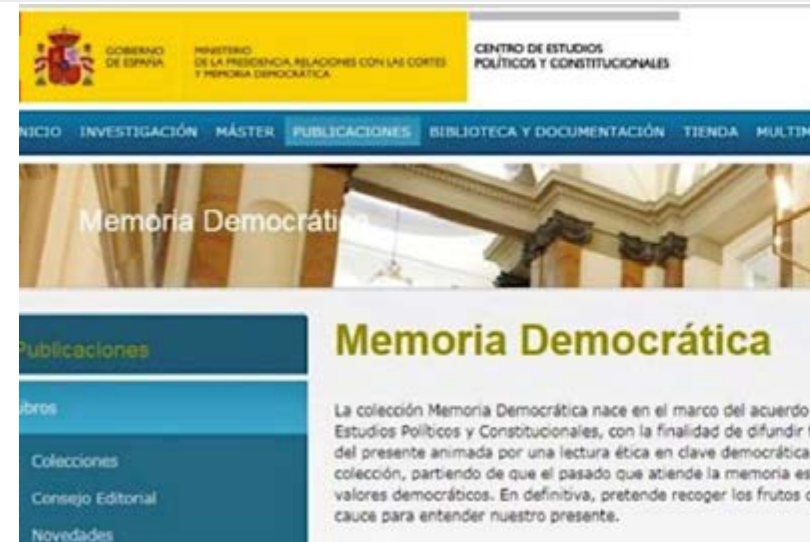 GOBIERNO
DE ESPAÑA
MINISTERIO
DE LA PRESIDENCIA, RELACIONES CON LAS CORTES
Y MEMORIA DEMOCRÁTICA
CENTRO DE ESTUDIOS
POLÍTICOS Y CONSTITUCIONALES
NICIO INVESTIGACIÓN MÁSTER PUBLICACIONES BIBLIOTECA Y DOCUMENTACIÓN TIENDA MULTIM
Memoria Democrática
Publicaciones
ibros
Colecciones
Consejo Editorial
Novedades
Memoria Democrática
La colección Memoria Democrática nace en el marco del acuerdo
Estudios Políticos y Constitucionales, con la finalidad de difundir
del presente animada por una lectura ética en clave democrática
colección, partiendo de que el pasado que atiende la memoria es
valores democráticos. En definitiva, pretende recoger los frutos
cauce para entender nuestro presente.